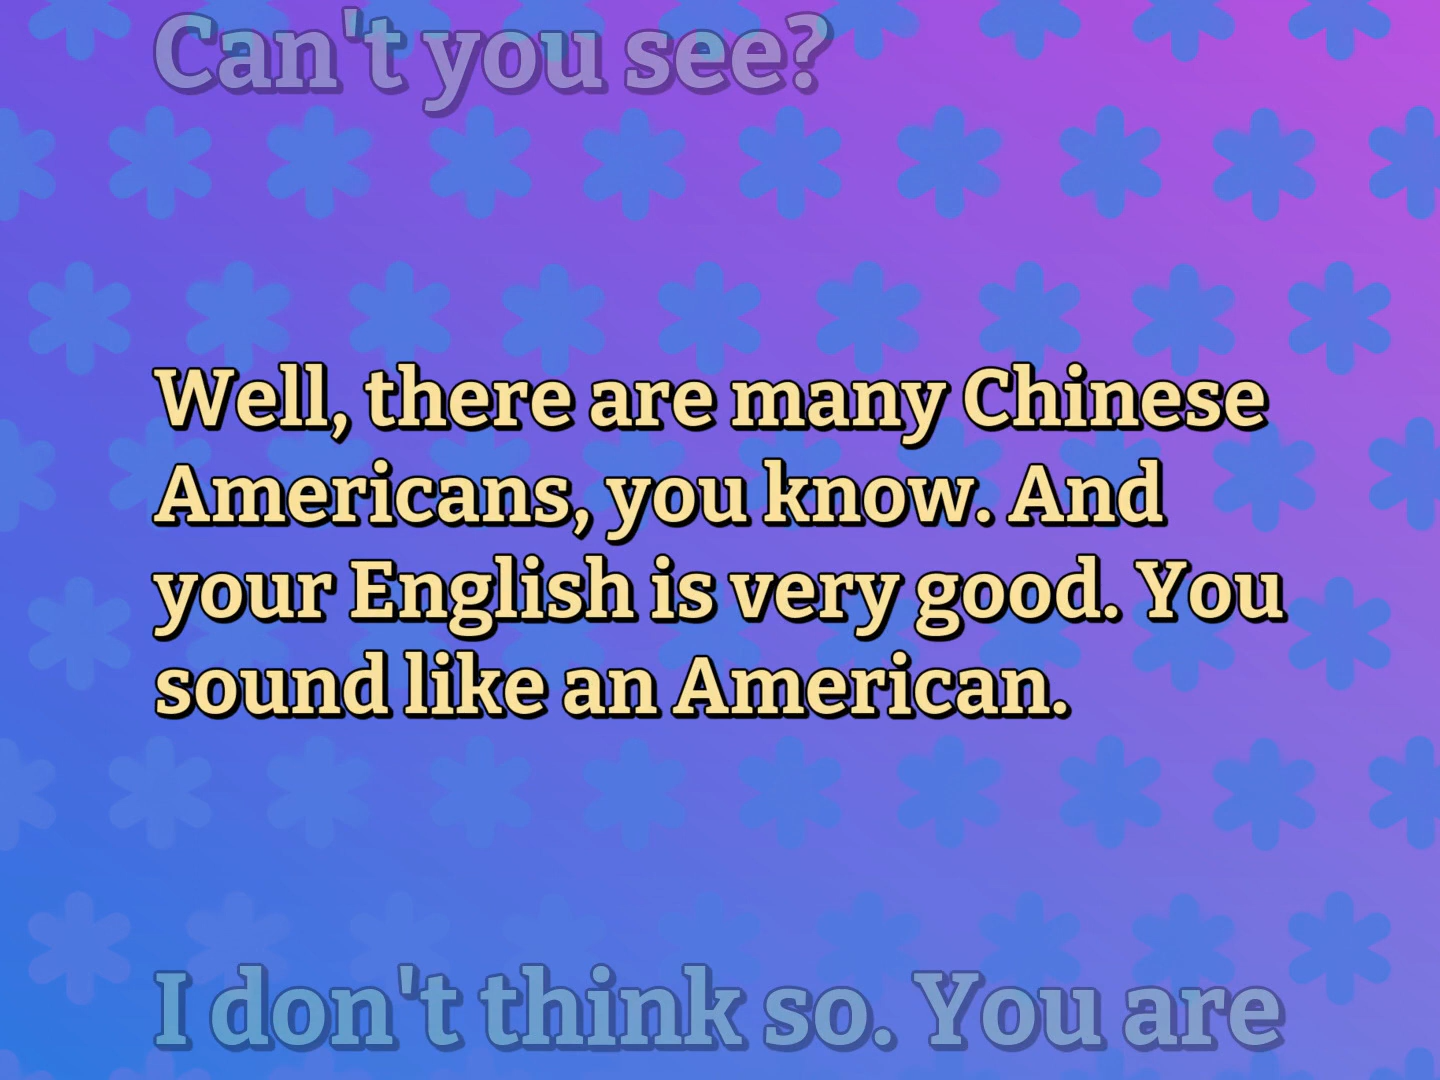 Can't you see?
Well, there are many Chinese
Americans, you know. And
your English is very good. You
sound like an American.
I don't think so. You are